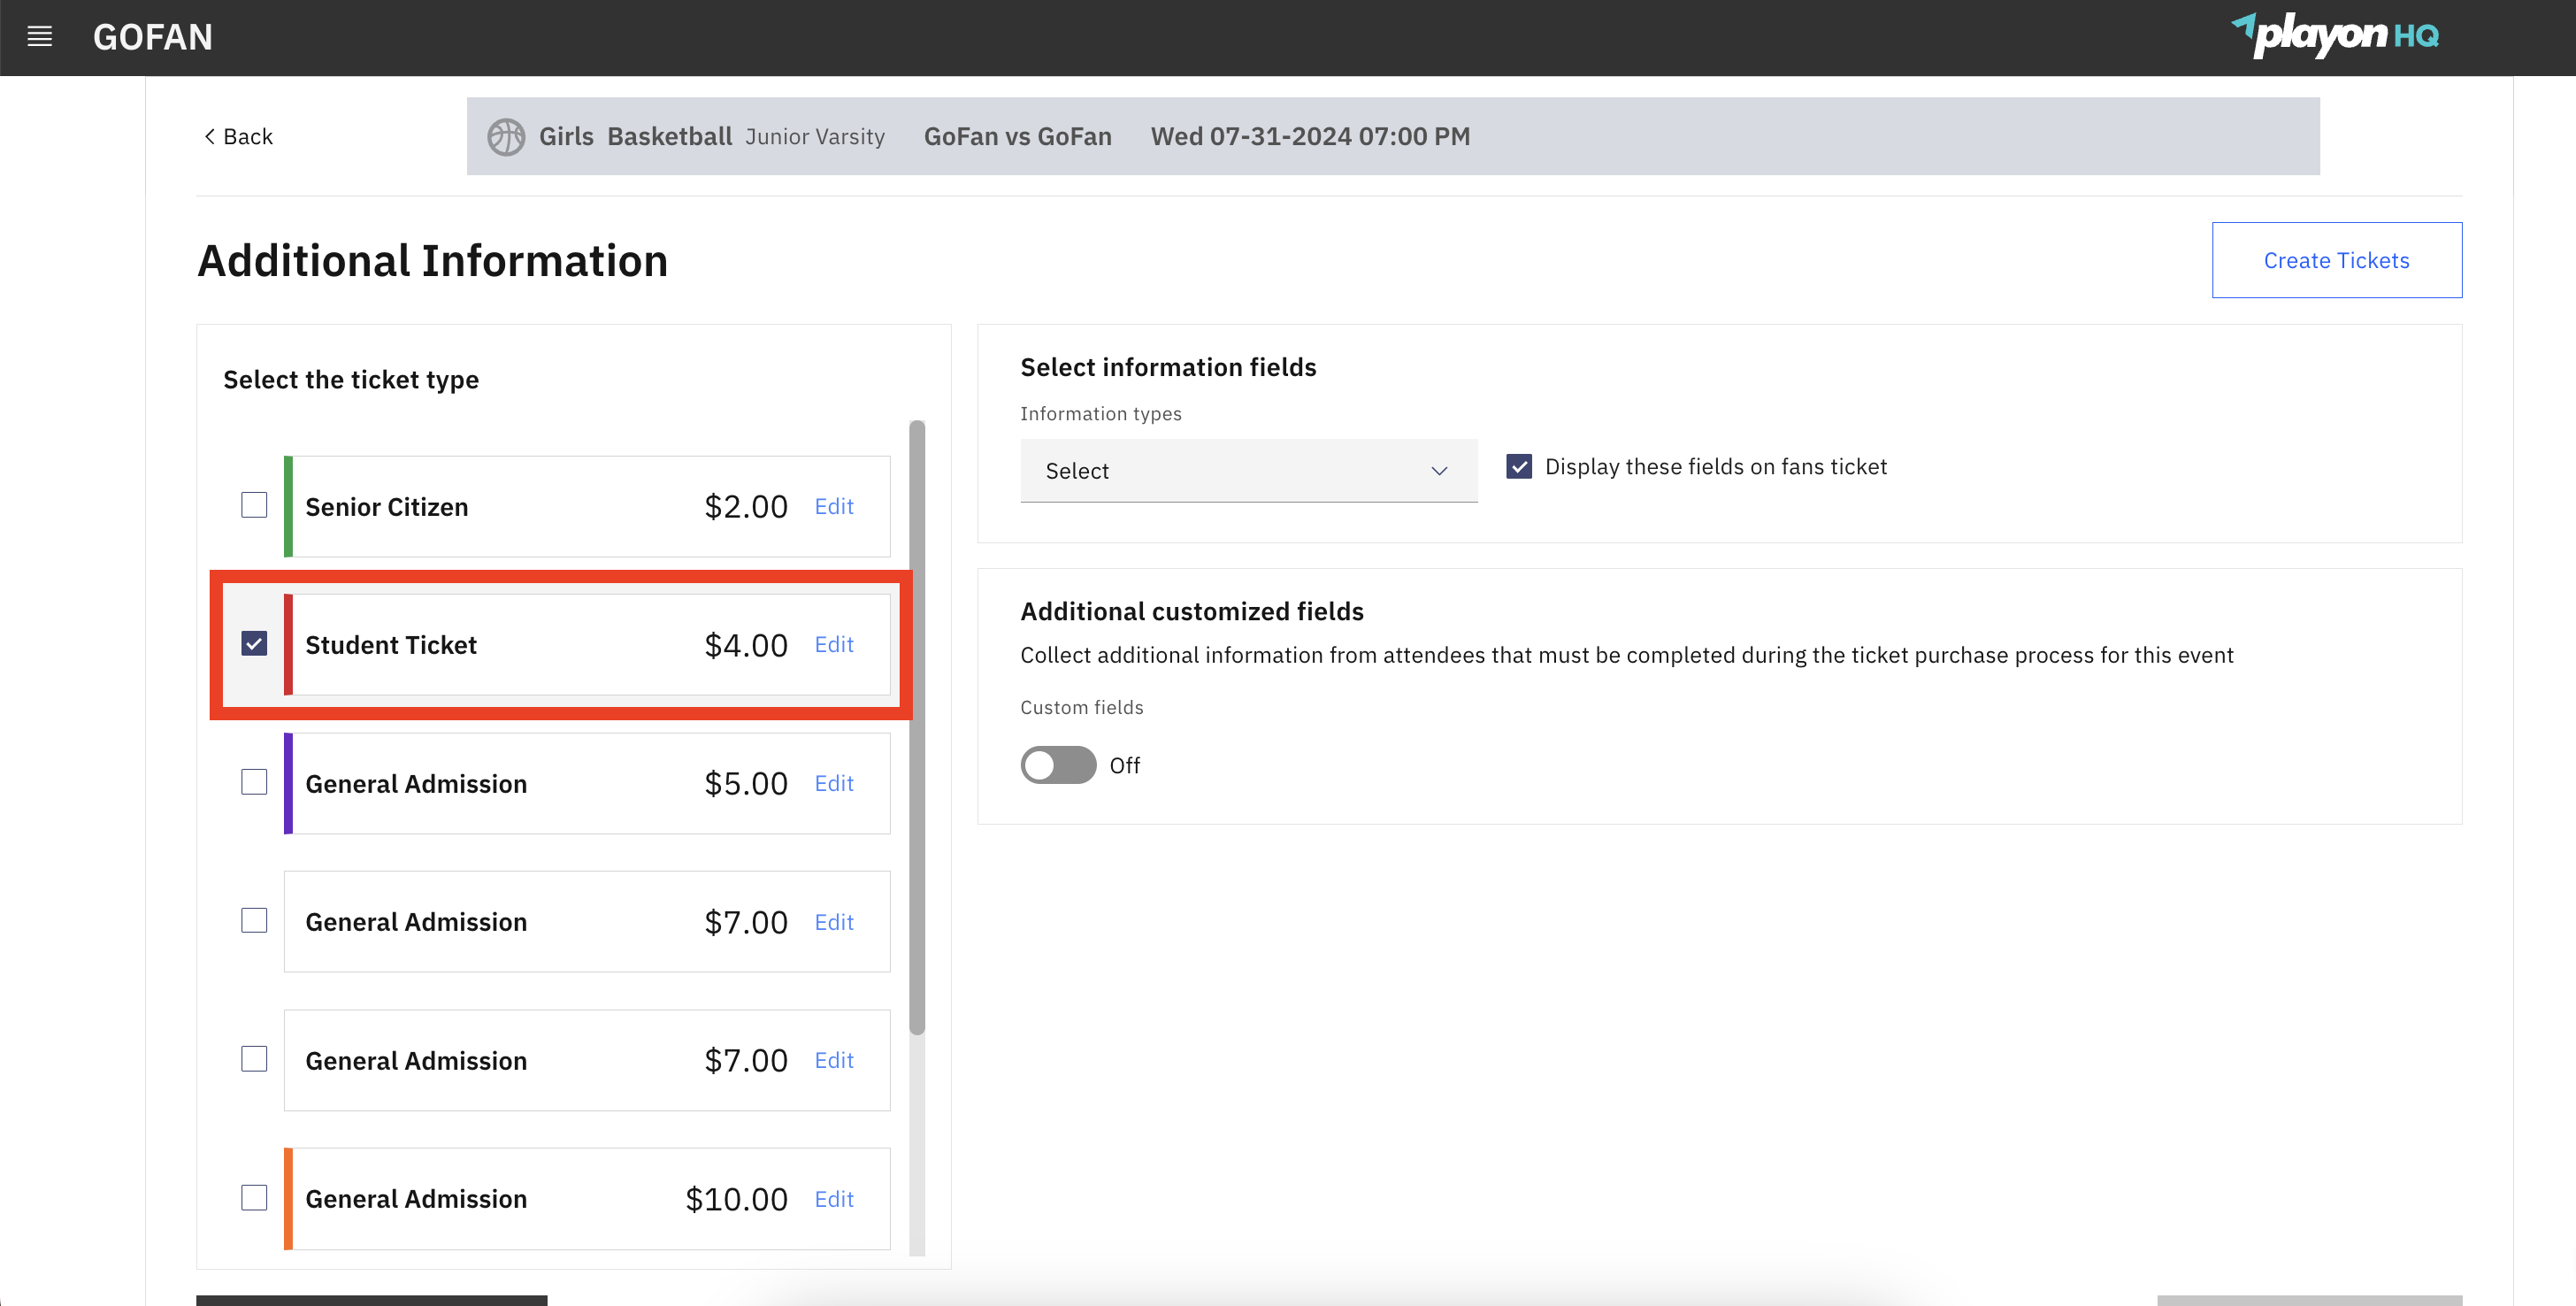 GOFAN
playon HQ
Back
Girls Basketball Junior Varsity GoFan vs GoFan Wed 07-31-2024 07:00 PM
Additional Information
Create Tickets
Select the ticket type
Senior Citizen $2.00 Edit
Student Ticket $4.00 Edit
General Admission $5.00 Edit
General Admission $7.00 Edit
General Admission $7.00 Edit
General Admission $10.00 Edit
Select information fields
Information types
Select
Display these fields on fans ticket
Additional customized fields
Collect additional information from attendees that must be completed during the ticket purchase process for this event
Custom fields
Off